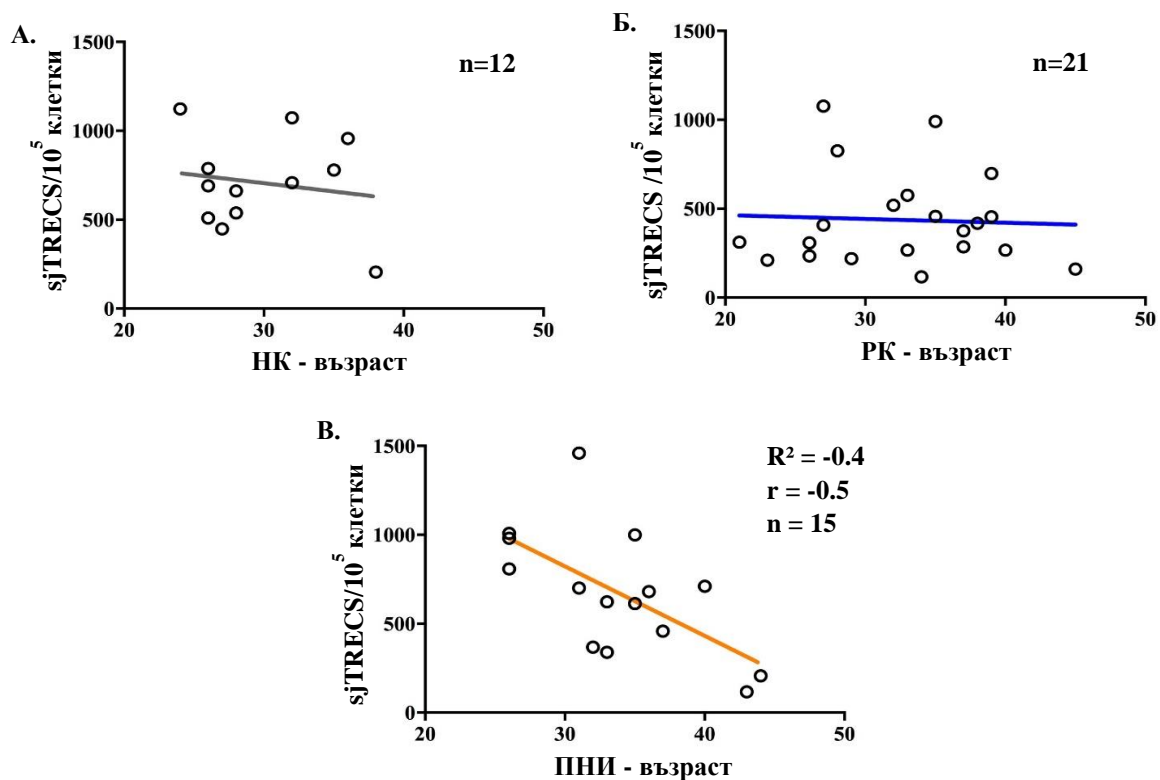 А.
1500
1000
500
0
20 30 40 50
sjTRECS/10⁵ клетки
n=12
НК - възраст
Б.
1500
1000
500
0
20 30 40 50
sjTRECS /10⁵ клетки
n=21
РК - възраст
В.
1500
1000
500
0
20 30 40 50
sjTRECS/10⁵ клетки
R² = -0.4
r = -0.5
n = 15
ПНИ - възраст